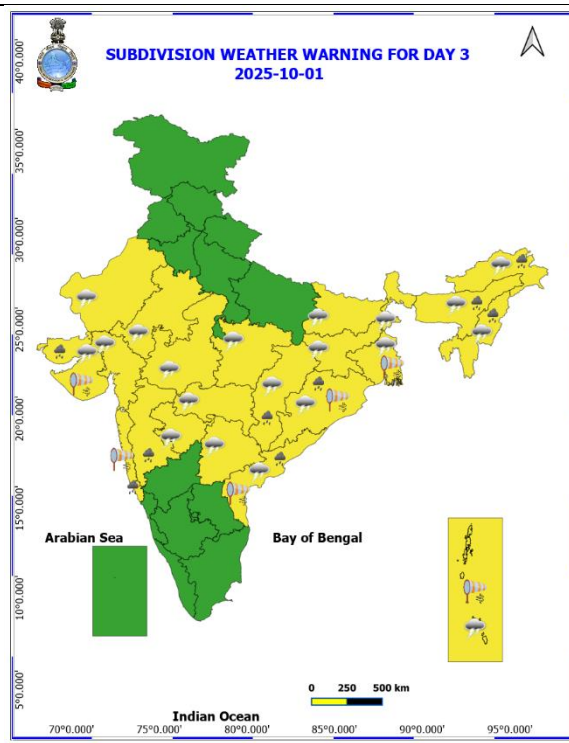 SUBDIVISION WEATHER WARNING FOR DAY 3
2025-10-01
40°0.000'
35°0.000'
30°0.000'
25°0.000'
20°0.000'
15°0.000'
10°0.000'
5°0.000'
Arabian Sea
Bay of Bengal
0 250 500 km
Indian Ocean
70°0.000' 75°0.000' 80°0.000' 85°0.000' 90°0.000' 95°0.000'